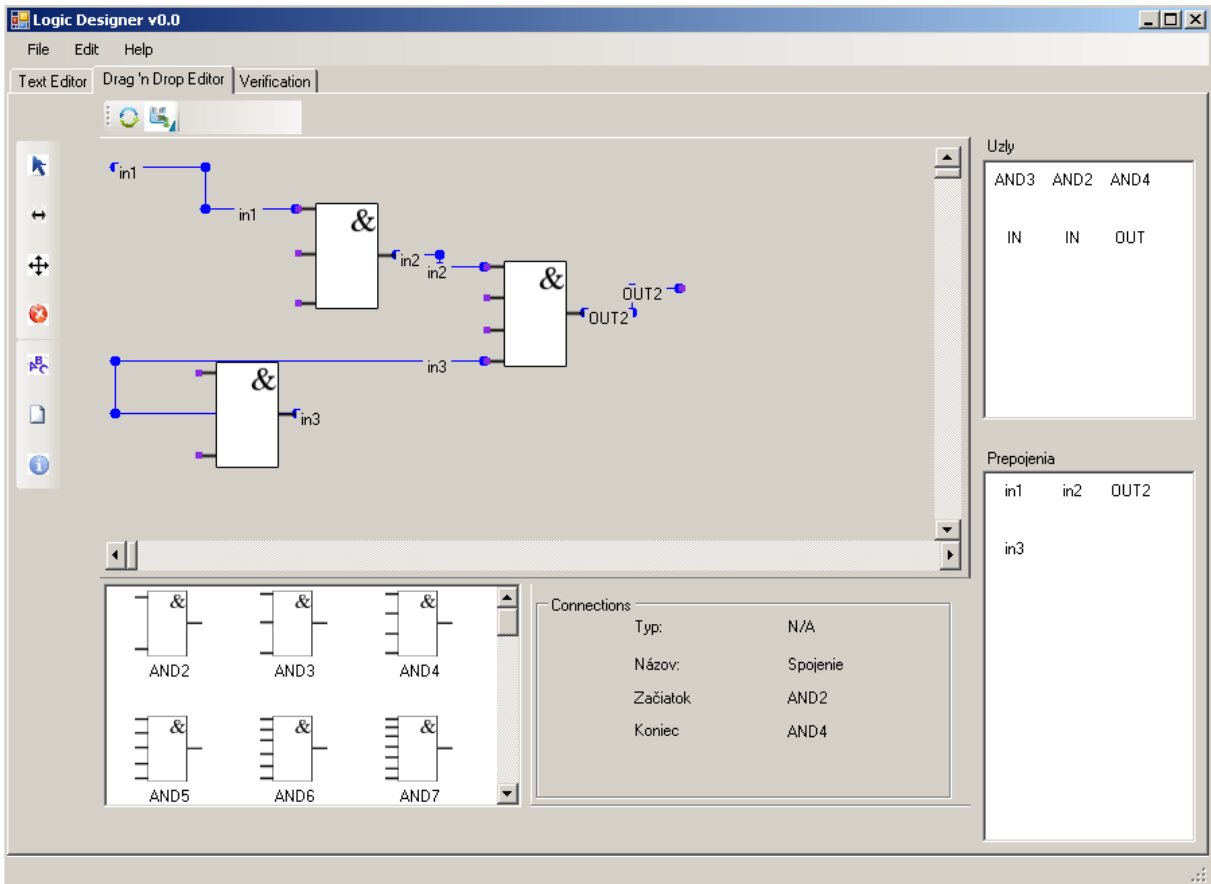 Logic Designer v0.0
File Edit Help
Text Editor Drag 'n Drop Editor Verification
in1
in1
&
in2
in2
&
OUT2
OUT2
in3
&
in3
Uzly
AND3 AND2 AND4
IN IN OUT
Prepojenia
in1 in2 OUT2
in3
& & &
AND2 AND3 AND4
& & &
AND5 AND6 AND7
Connections
Typ: N/A
Názov: Spojenie
Začiatok AND2
Koniec AND4
ABC
i